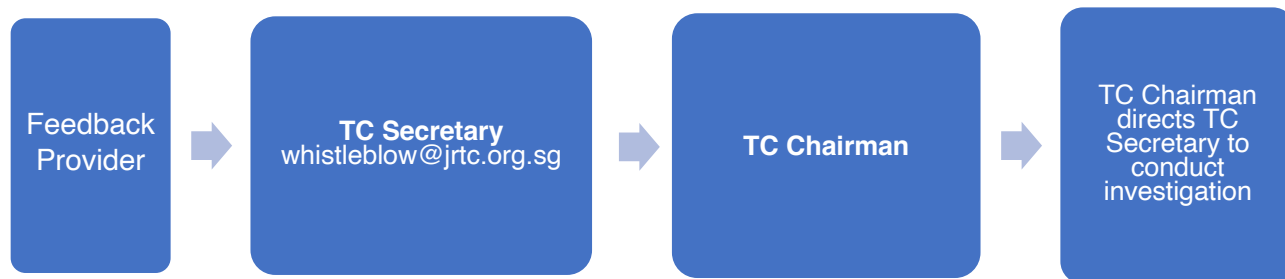 Feedback
Provider
TC Secretary
whistleblow@jrtc.org.sg
TC Chairman
TC Chairman
directs TC
Secretary to
conduct
investigation